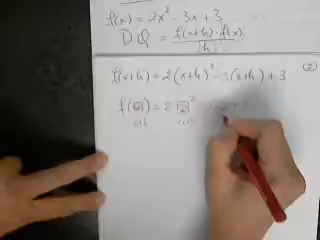 f(x) = 2x² - 3x + 3
DQ = f(x+h) - f(x) / h
②
f(x+h) = 2(x+h)² - 3(x+h) + 3
f(□) = 2□²
x+h x+h